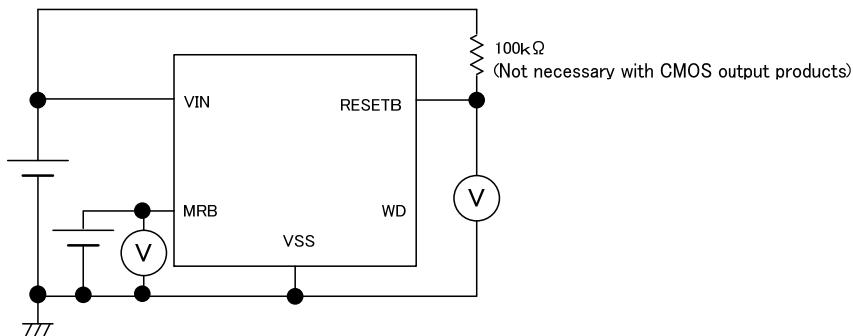 100kΩ
(Not necessary with CMOS output products)
VIN
RESETB
MRB
WD
V
V
VSS